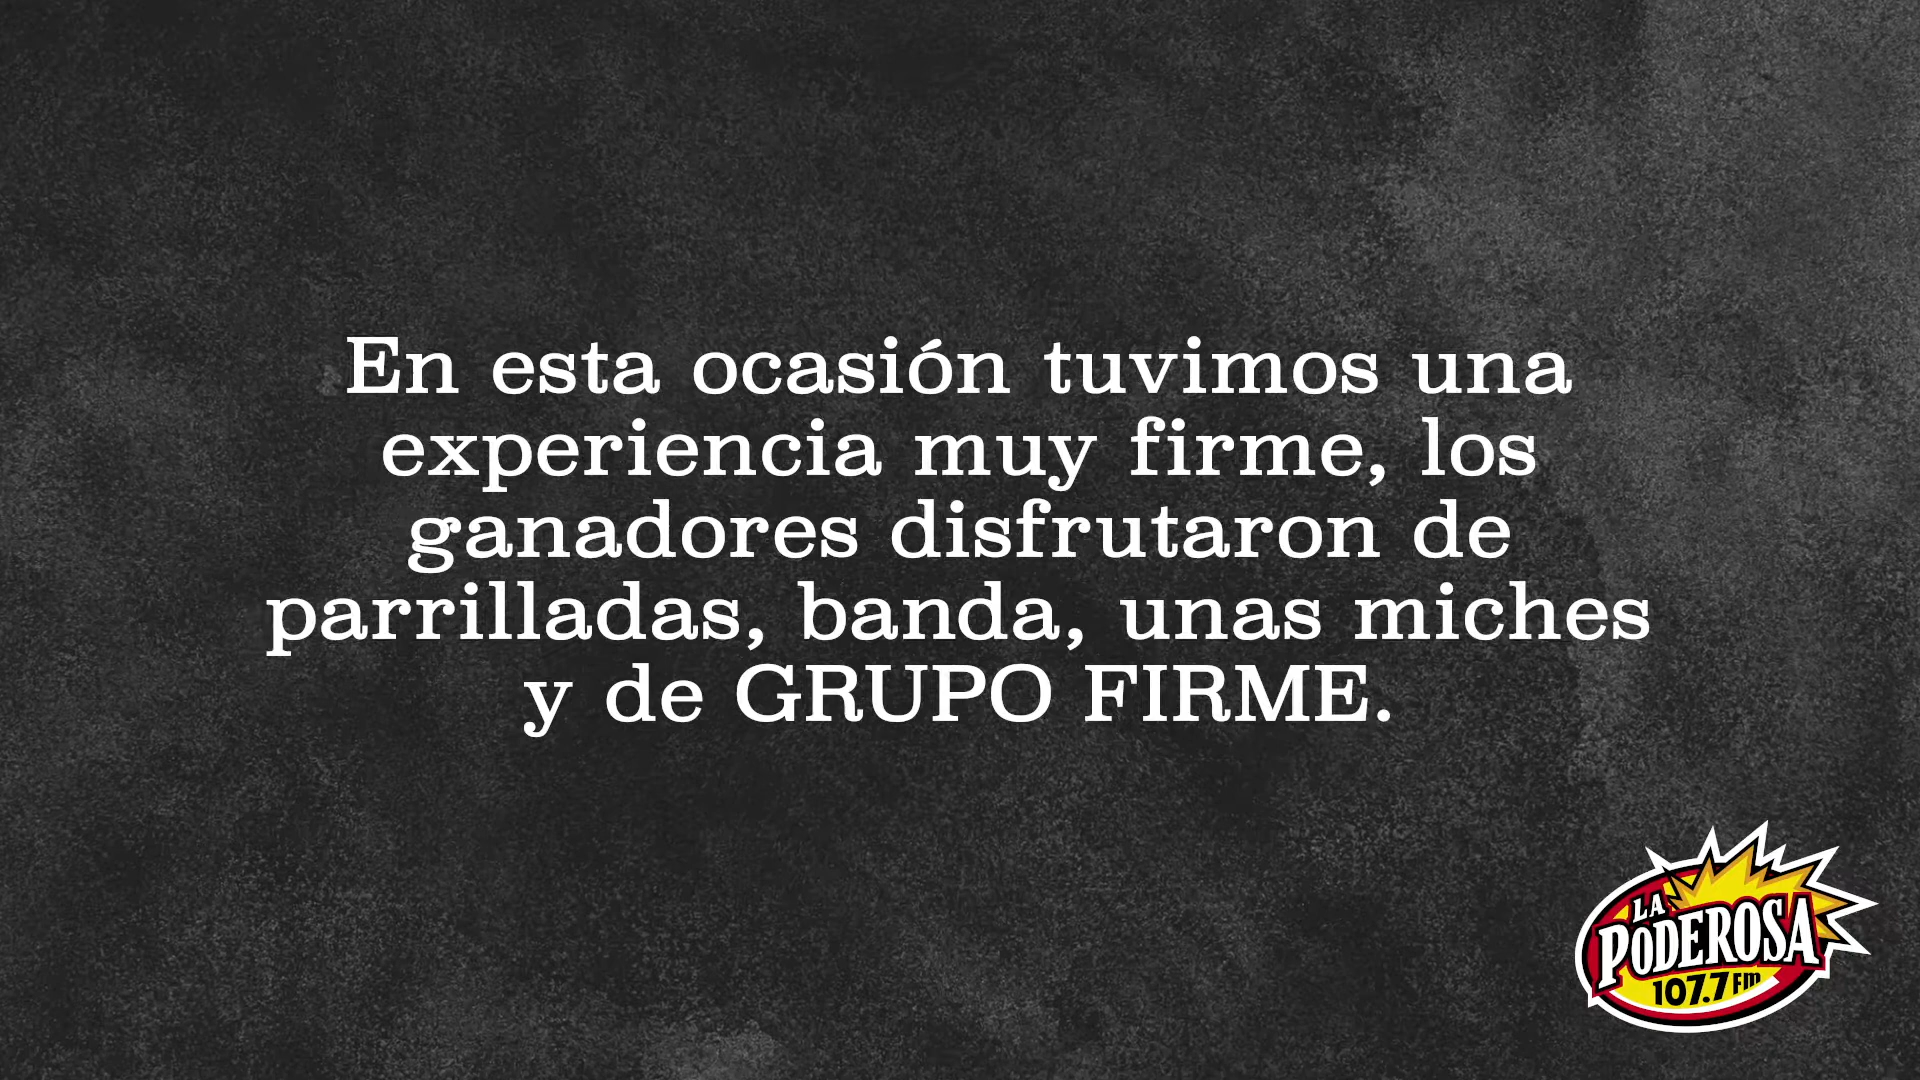 En esta ocasión tuvimos una
experiencia muy firme, los
ganadores disfrutaron de
parrilladas, banda, unas miches
y de GRUPO FIRME.
LA
PODEROSA
107.7 FM